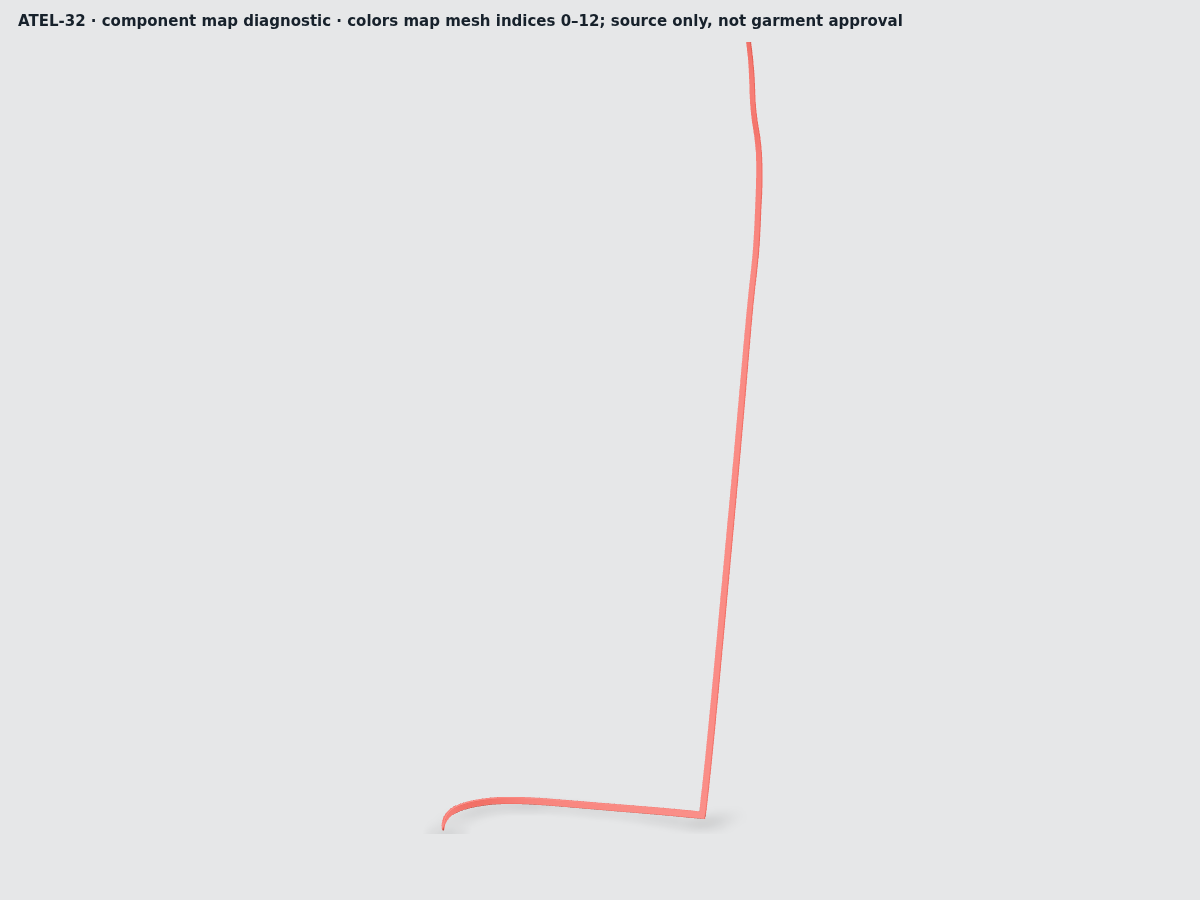 ATEL-32 · component map diagnostic · colors map mesh indices 0–12; source only, not garment approval